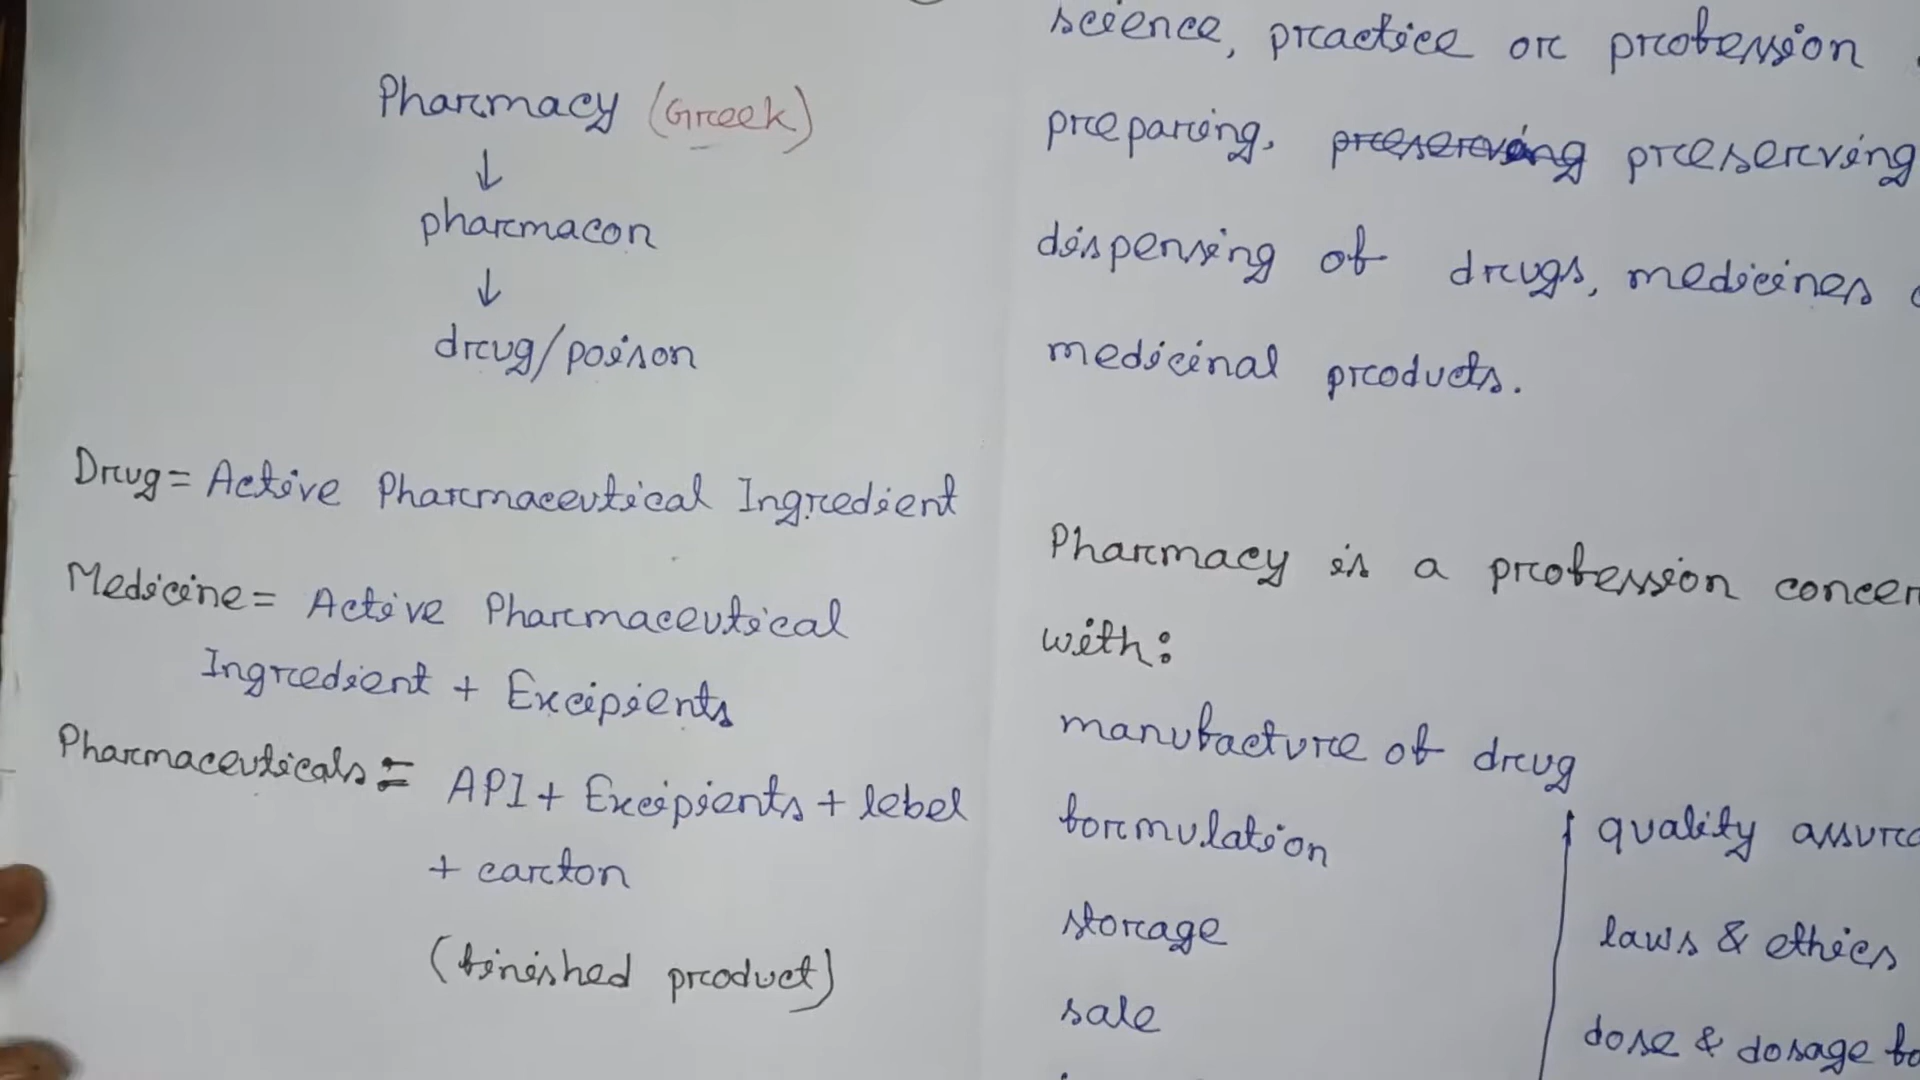 Pharmacy (Greek)
↓
pharmacon
↓
drug/poison
Drug = Active Pharmaceutical Ingredient
Medicine = Active Pharmaceutical
Ingredient + Excipients
Pharmaceuticals = API + Excipients + lebel
+ carton
(finished product)
science, practice or profession
preparing, preserving preserving
dispensing of drugs, medicines
medicinal products.
Pharmacy is a profession concer
with:
manufacture of drug
formulation
storage
sale
quality assura
laws & ethics
dose & dosage fo